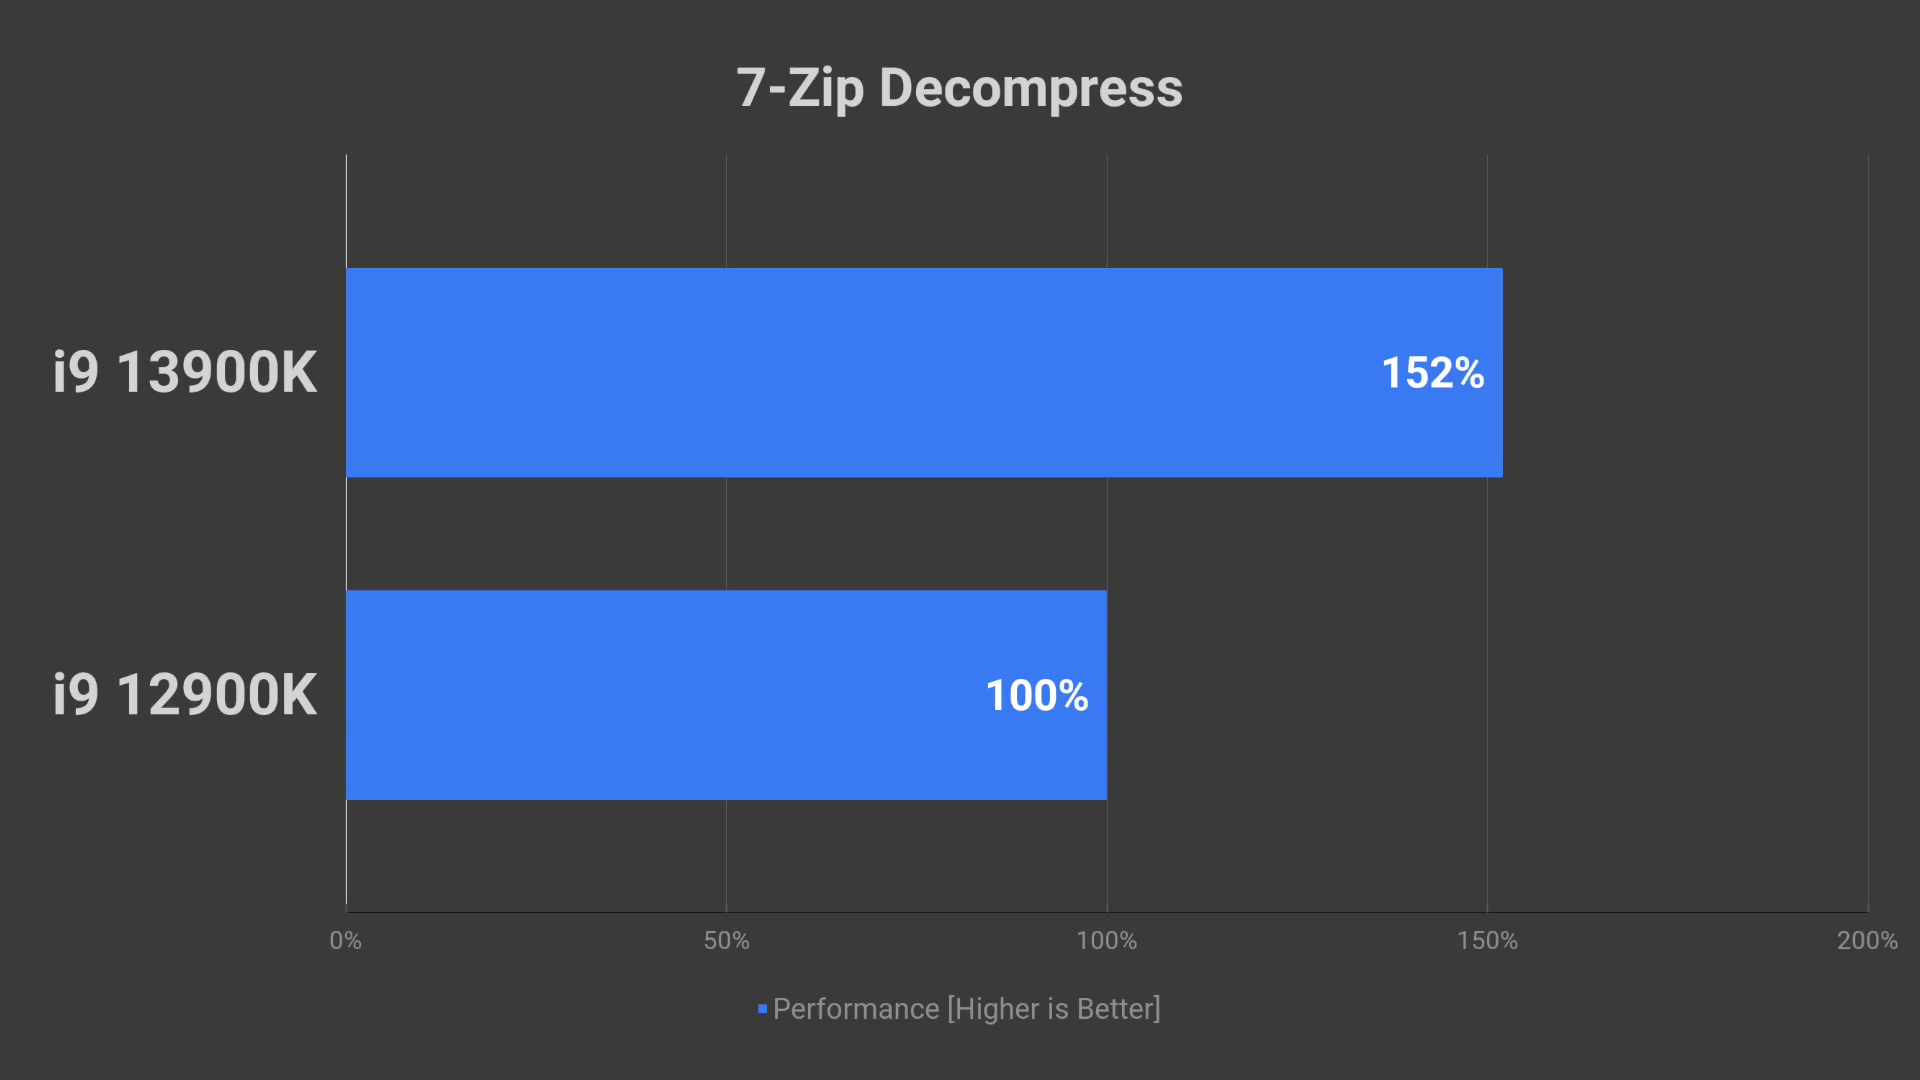 7-Zip Decompress
i9 13900K
152%
i9 12900K
100%
0% 50% 100% 150% 200%
Performance [Higher is Better]